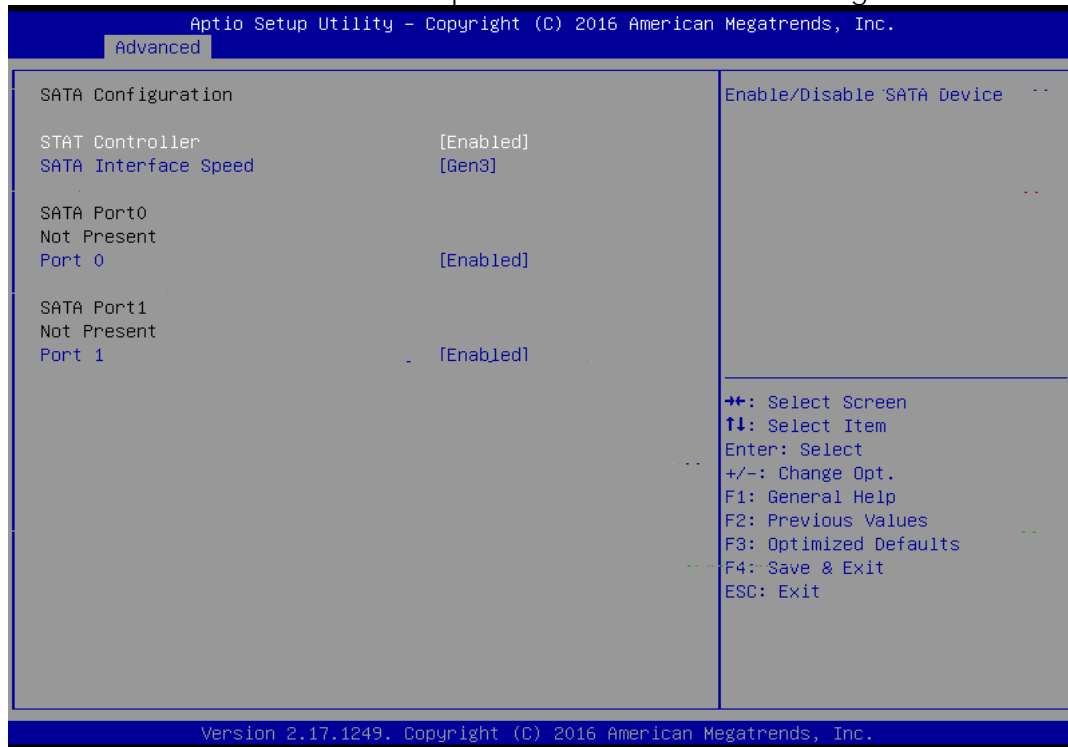 Aptio Setup Utility – Copyright (C) 2016 American Megatrends, Inc.
Advanced
SATA Configuration
STAT Controller [Enabled]
SATA Interface Speed [Gen3]
SATA Port0
Not Present
Port 0 [Enabled]
SATA Port1
Not Present
Port 1 [Enabled]
Enable/Disable SATA Device
→←: Select Screen
↑↓: Select Item
Enter: Select
+/-: Change Opt.
F1: General Help
F2: Previous Values
F3: Optimized Defaults
F4: Save & Exit
ESC: Exit
Version 2.17.1249. Copyright (C) 2016 American Megatrends, Inc.